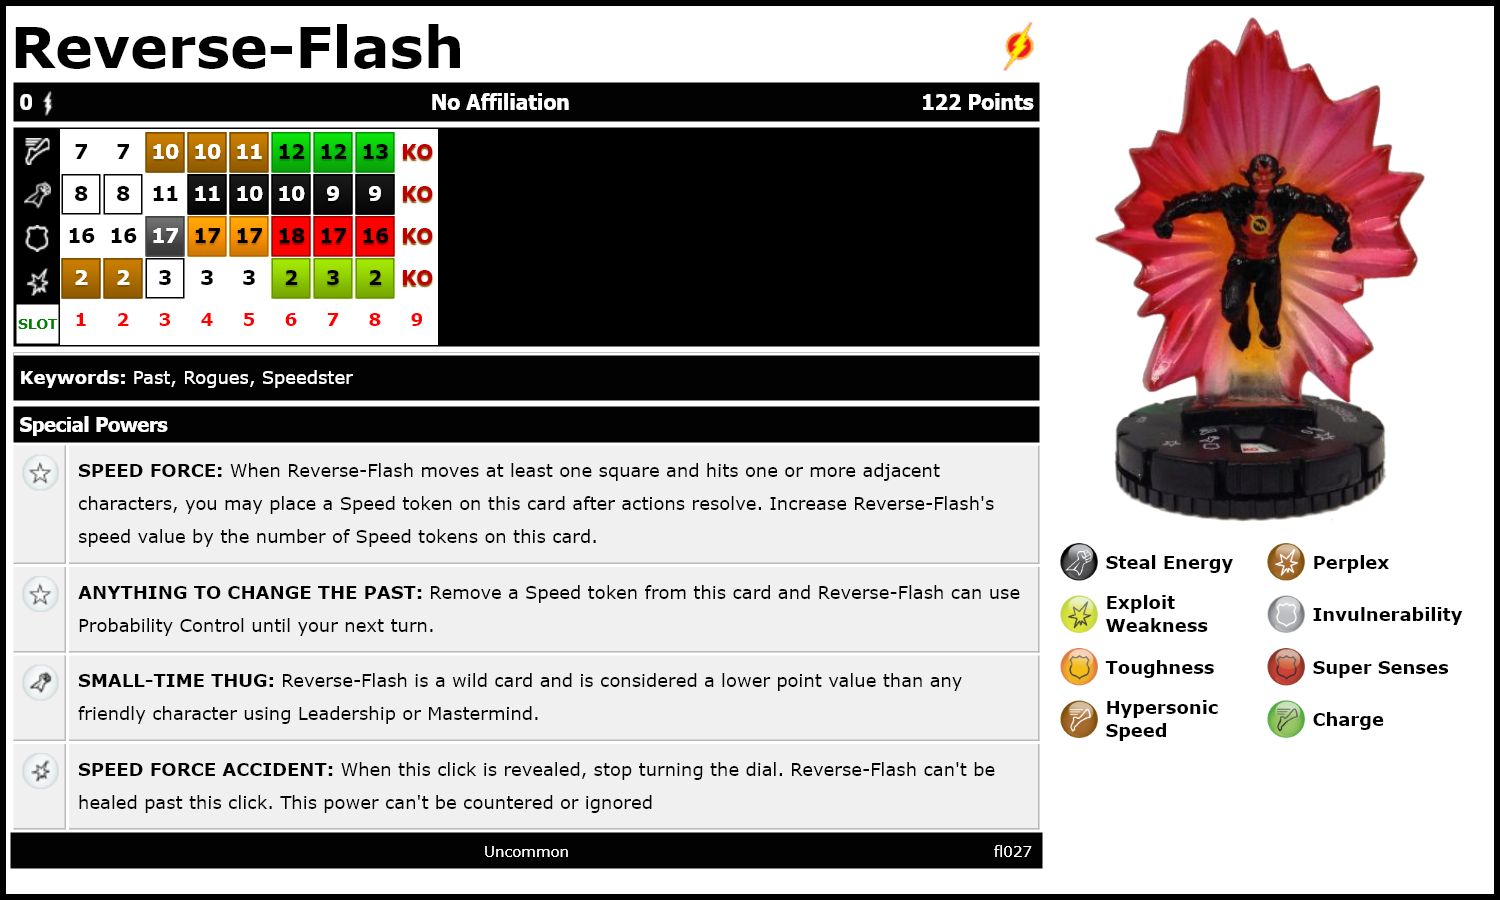 Reverse-Flash
0 No Affiliation 122 Points
7 7 10 10 11 12 12 13 KO
8 8 11 11 10 10 9 9 KO
16 16 17 17 17 18 17 16 KO
2 2 3 3 3 2 3 2 KO
SLOT 1 2 3 4 5 6 7 8 9
Keywords: Past, Rogues, Speedster
Special Powers
SPEED FORCE: When Reverse-Flash moves at least one square and hits one or more adjacent
characters, you may place a Speed token on this card after actions resolve. Increase Reverse-Flash's
speed value by the number of Speed tokens on this card.
ANYTHING TO CHANGE THE PAST: Remove a Speed token from this card and Reverse-Flash can use
Probability Control until your next turn.
SMALL-TIME THUG: Reverse-Flash is a wild card and is considered a lower point value than any
friendly character using Leadership or Mastermind.
SPEED FORCE ACCIDENT: When this click is revealed, stop turning the dial. Reverse-Flash can't be
healed past this click. This power can't be countered or ignored
Uncommon fl027
Steal Energy
Perplex
Exploit
Weakness
Invulnerability
Toughness
Super Senses
Hypersonic
Speed
Charge